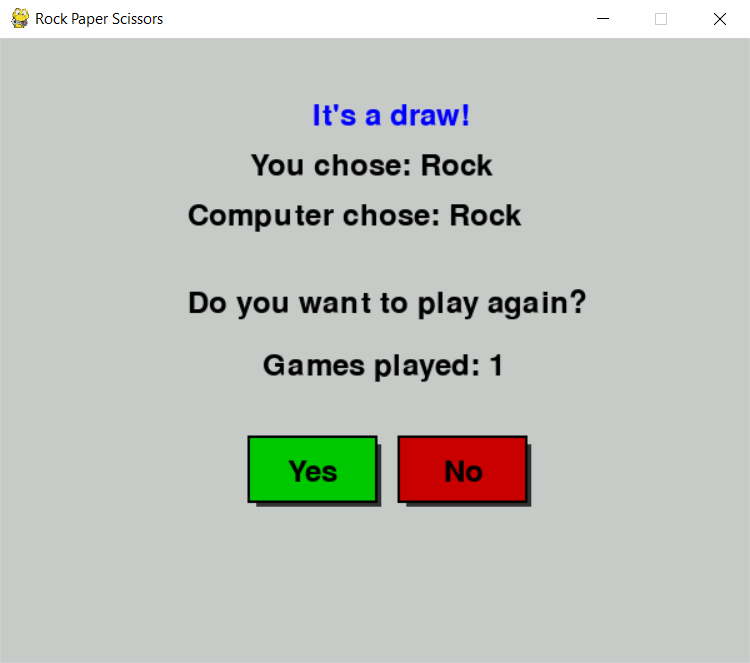 Rock Paper Scissors
It's a draw!
You chose: Rock
Computer chose: Rock
Do you want to play again?
Games played: 1
Yes No